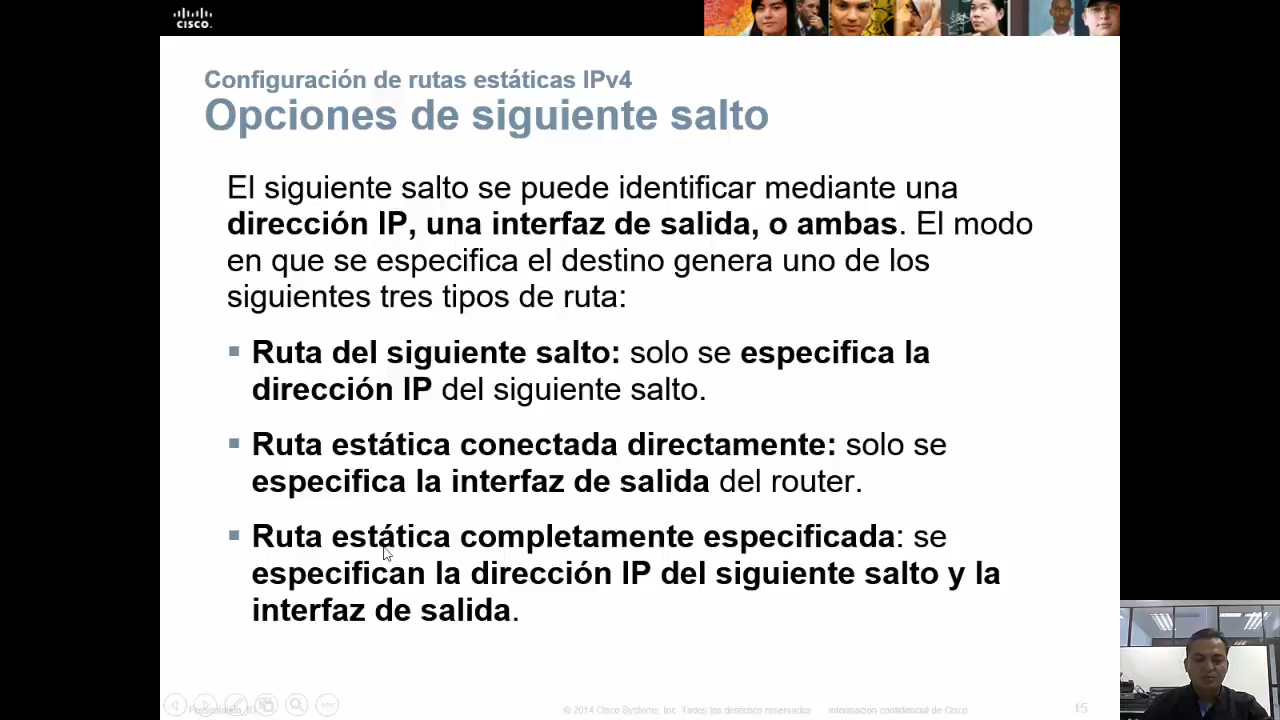 CISCO
Configuración de rutas estáticas IPv4
Opciones de siguiente salto
El siguiente salto se puede identificar mediante una
dirección IP, una interfaz de salida, o ambas. El modo
en que se especifica el destino genera uno de los
siguientes tres tipos de ruta:
Ruta del siguiente salto: solo se especifica la
dirección IP del siguiente salto.
Ruta estática conectada directamente: solo se
especifica la interfaz de salida del router.
Ruta estática completamente especificada: se
especifican la dirección IP del siguiente salto y la
interfaz de salida.
© 2014 Cisco Systems, Inc. Todos los derechos reservados. Información confidencial de Cisco 15